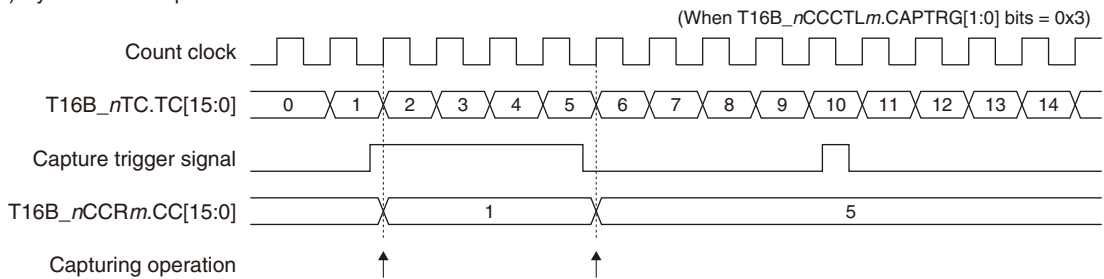 (When T16B_nCCCTLm.CAPTRG[1:0] bits = 0x3)
Count clock
T16B_nTC.TC[15:0] 0 1 2 3 4 5 6 7 8 9 10 11 12 13 14
Capture trigger signal
T16B_nCCRm.CC[15:0] 1 5
Capturing operation